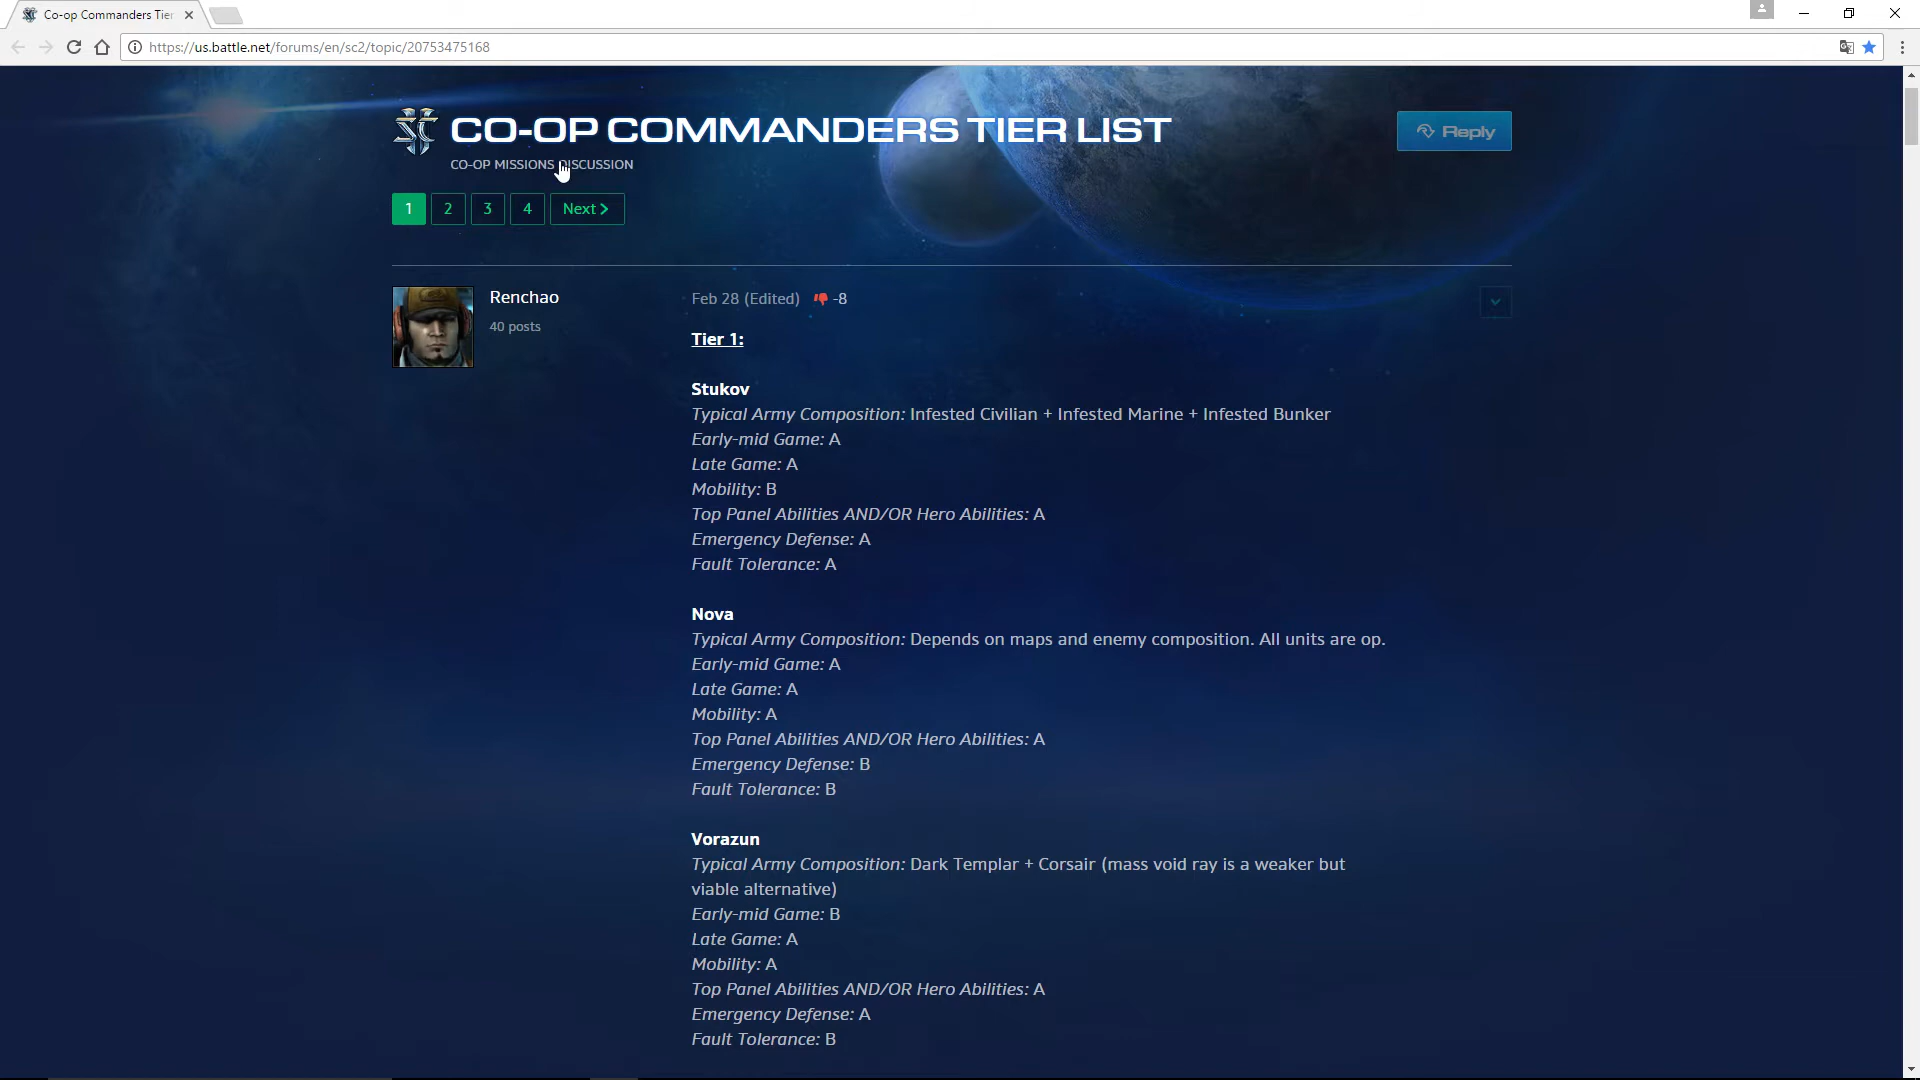 Co-op Commanders Tier
https://us.battle.net/forums/en/sc2/topic/20753475168
CO-OP COMMANDERS TIER LIST
Reply
CO-OP MISSIONS DISCUSSION
1 2 3 4 Next
Renchao
40 posts
Feb 28 (Edited) -8
Tier 1:
Stukov
Typical Army Composition: Infested Civilian + Infested Marine + Infested Bunker
Early-mid Game: A
Late Game: A
Mobility: B
Top Panel Abilities AND/OR Hero Abilities: A
Emergency Defense: A
Fault Tolerance: A
Nova
Typical Army Composition: Depends on maps and enemy composition. All units are op.
Early-mid Game: A
Late Game: A
Mobility: A
Top Panel Abilities AND/OR Hero Abilities: A
Emergency Defense: B
Fault Tolerance: B
Vorazun
Typical Army Composition: Dark Templar + Corsair (mass void ray is a weaker but
viable alternative)
Early-mid Game: B
Late Game: A
Mobility: A
Top Panel Abilities AND/OR Hero Abilities: A
Emergency Defense: A
Fault Tolerance: B